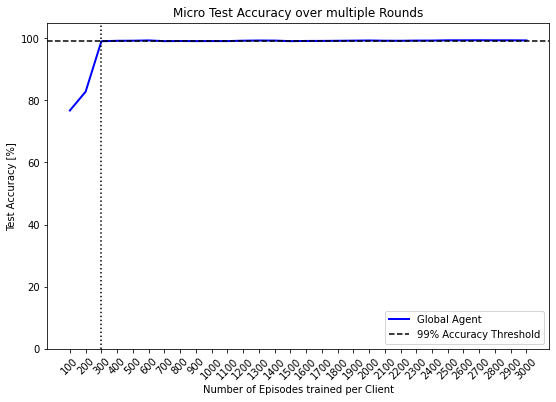 Micro Test Accuracy over multiple Rounds
Test Accuracy [%]
100
80
60
40
20
0
Global Agent
99% Accuracy Threshold
100 200 300 400 500 600 700 800 900 1000 1100 1200 1300 1400 1500 1600 1700 1800 1900 2000 2100 2200 2300 2400 2500 2600 2700 2800 2900 3000
Number of Episodes trained per Client